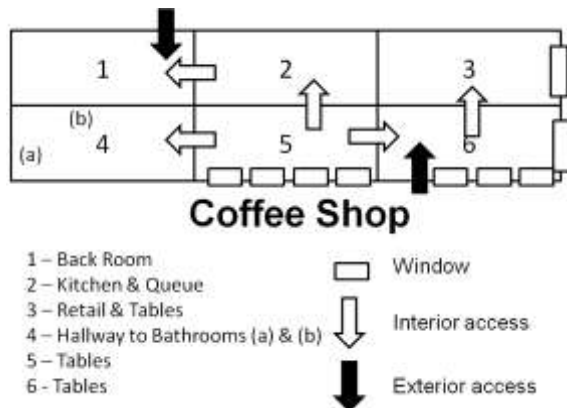 1 2 3
(b)
(a) 4 5 6
Coffee Shop
1 – Back Room
2 – Kitchen & Queue
3 – Retail & Tables
4 – Hallway to Bathrooms (a) & (b)
5 – Tables
6 - Tables
Window
Interior access
Exterior access